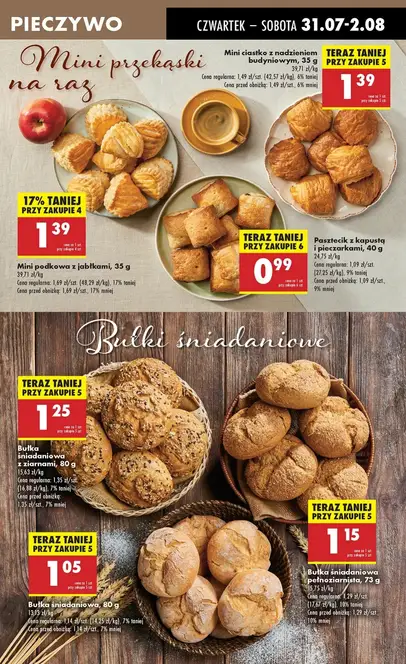 PIECZYWO
CZWARTEK – SOBOTA 31.07-2.08
Mini przekąski
na raz
Mini ciastko z nadzieniem
budyniowym, 35 g
39,71 zł/kg
Cena regularna: 1,49 zł/szt. (42,57 zł/kg), 6% taniej
Cena przed obniżką: 1,49 zł/szt., 6% mniej
TERAZ TANIEJ
PRZY ZAKUPIE 5
1 39
17% TANIEJ
PRZY ZAKUPIE 4
1 39
Mini podkowa z jabłkami, 35 g
39,71 zł/kg
Cena regularna: 1,69 zł/szt. (48,29 zł/kg), 17% taniej
Cena przed obniżką: 1,69 zł/szt., 17% mniej
TERAZ TANIEJ
PRZY ZAKUPIE 6
0 99
Pasztecik z kapustą
i pieczarkami, 40 g
24,75 zł/kg
Cena regularna: 1,09 zł/szt.
(27,25 zł/kg), 9% taniej
Cena przed obniżką: 1,09 zł/szt.,
9% mniej
Bułki śniadaniowe
TERAZ TANIEJ
PRZY ZAKUPIE 5
1 25
Bułka
śniadaniowa
z ziarnami, 80 g
15,63 zł/kg
Cena regularna: 1,35 zł/szt.
(16,88 zł/kg), 7% taniej
Cena przed obniżką:
1,35 zł/szt., 7% mniej
TERAZ TANIEJ
PRZY ZAKUPIE 5
1 05
Bułka śniadaniowa, 80 g
13,13 zł/kg
Cena regularna: 1,14 zł/szt. (14,25 zł/kg), 7% taniej
Cena przed obniżką: 1,14 zł/szt., 7% mniej
TERAZ TANIEJ
PRZY ZAKUPIE 5
1 15
Bułka śniadaniowa
pełnoziarnista, 73 g
15,75 zł/kg
Cena regularna: 1,29 zł/szt.
(17,67 zł/kg), 10% taniej
Cena przed obniżką: 1,29 zł/szt.,
10% mniej